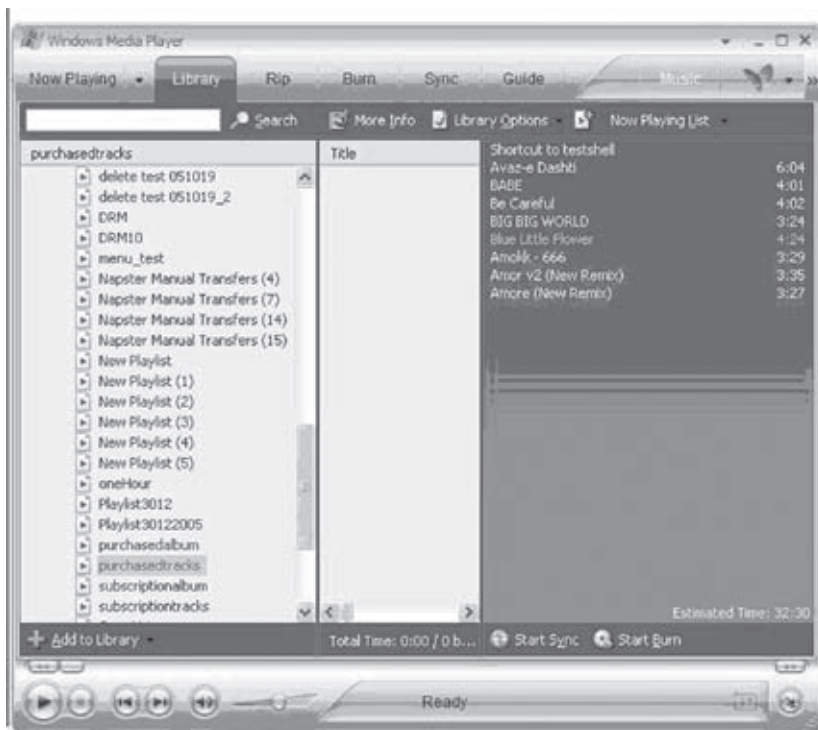 Windows Media Player
Now Playing Library Rip Burn Sync Guide Music
Search More Info Library Options Now Playing List
purchasedtracks
delete test 051019
delete test 051019_2
DRM
DRM10
menu_test
Napster Manual Transfers (4)
Napster Manual Transfers (7)
Napster Manual Transfers (14)
Napster Manual Transfers (15)
New Playlist
New Playlist (1)
New Playlist (2)
New Playlist (3)
New Playlist (4)
New Playlist (5)
oneHour
Playlist3012
Playlist30122005
purchasedalbum
purchasedtracks
subscriptionalbum
subscriptiontracks
Add to Library
Title
Total Time: 0:00 / 0 b...
Shortcut to testshell
Avaz-e Dashti 6:04
BABE 4:01
Be Careful 4:02
BIG BIG WORLD 3:24
Blue Little Flower 4:24
Amokk - 666 3:29
Amor v2 (New Remix) 3:35
Amore (New Remix) 3:27
Estimated Time: 32:30
Start Sync Start Burn
Ready